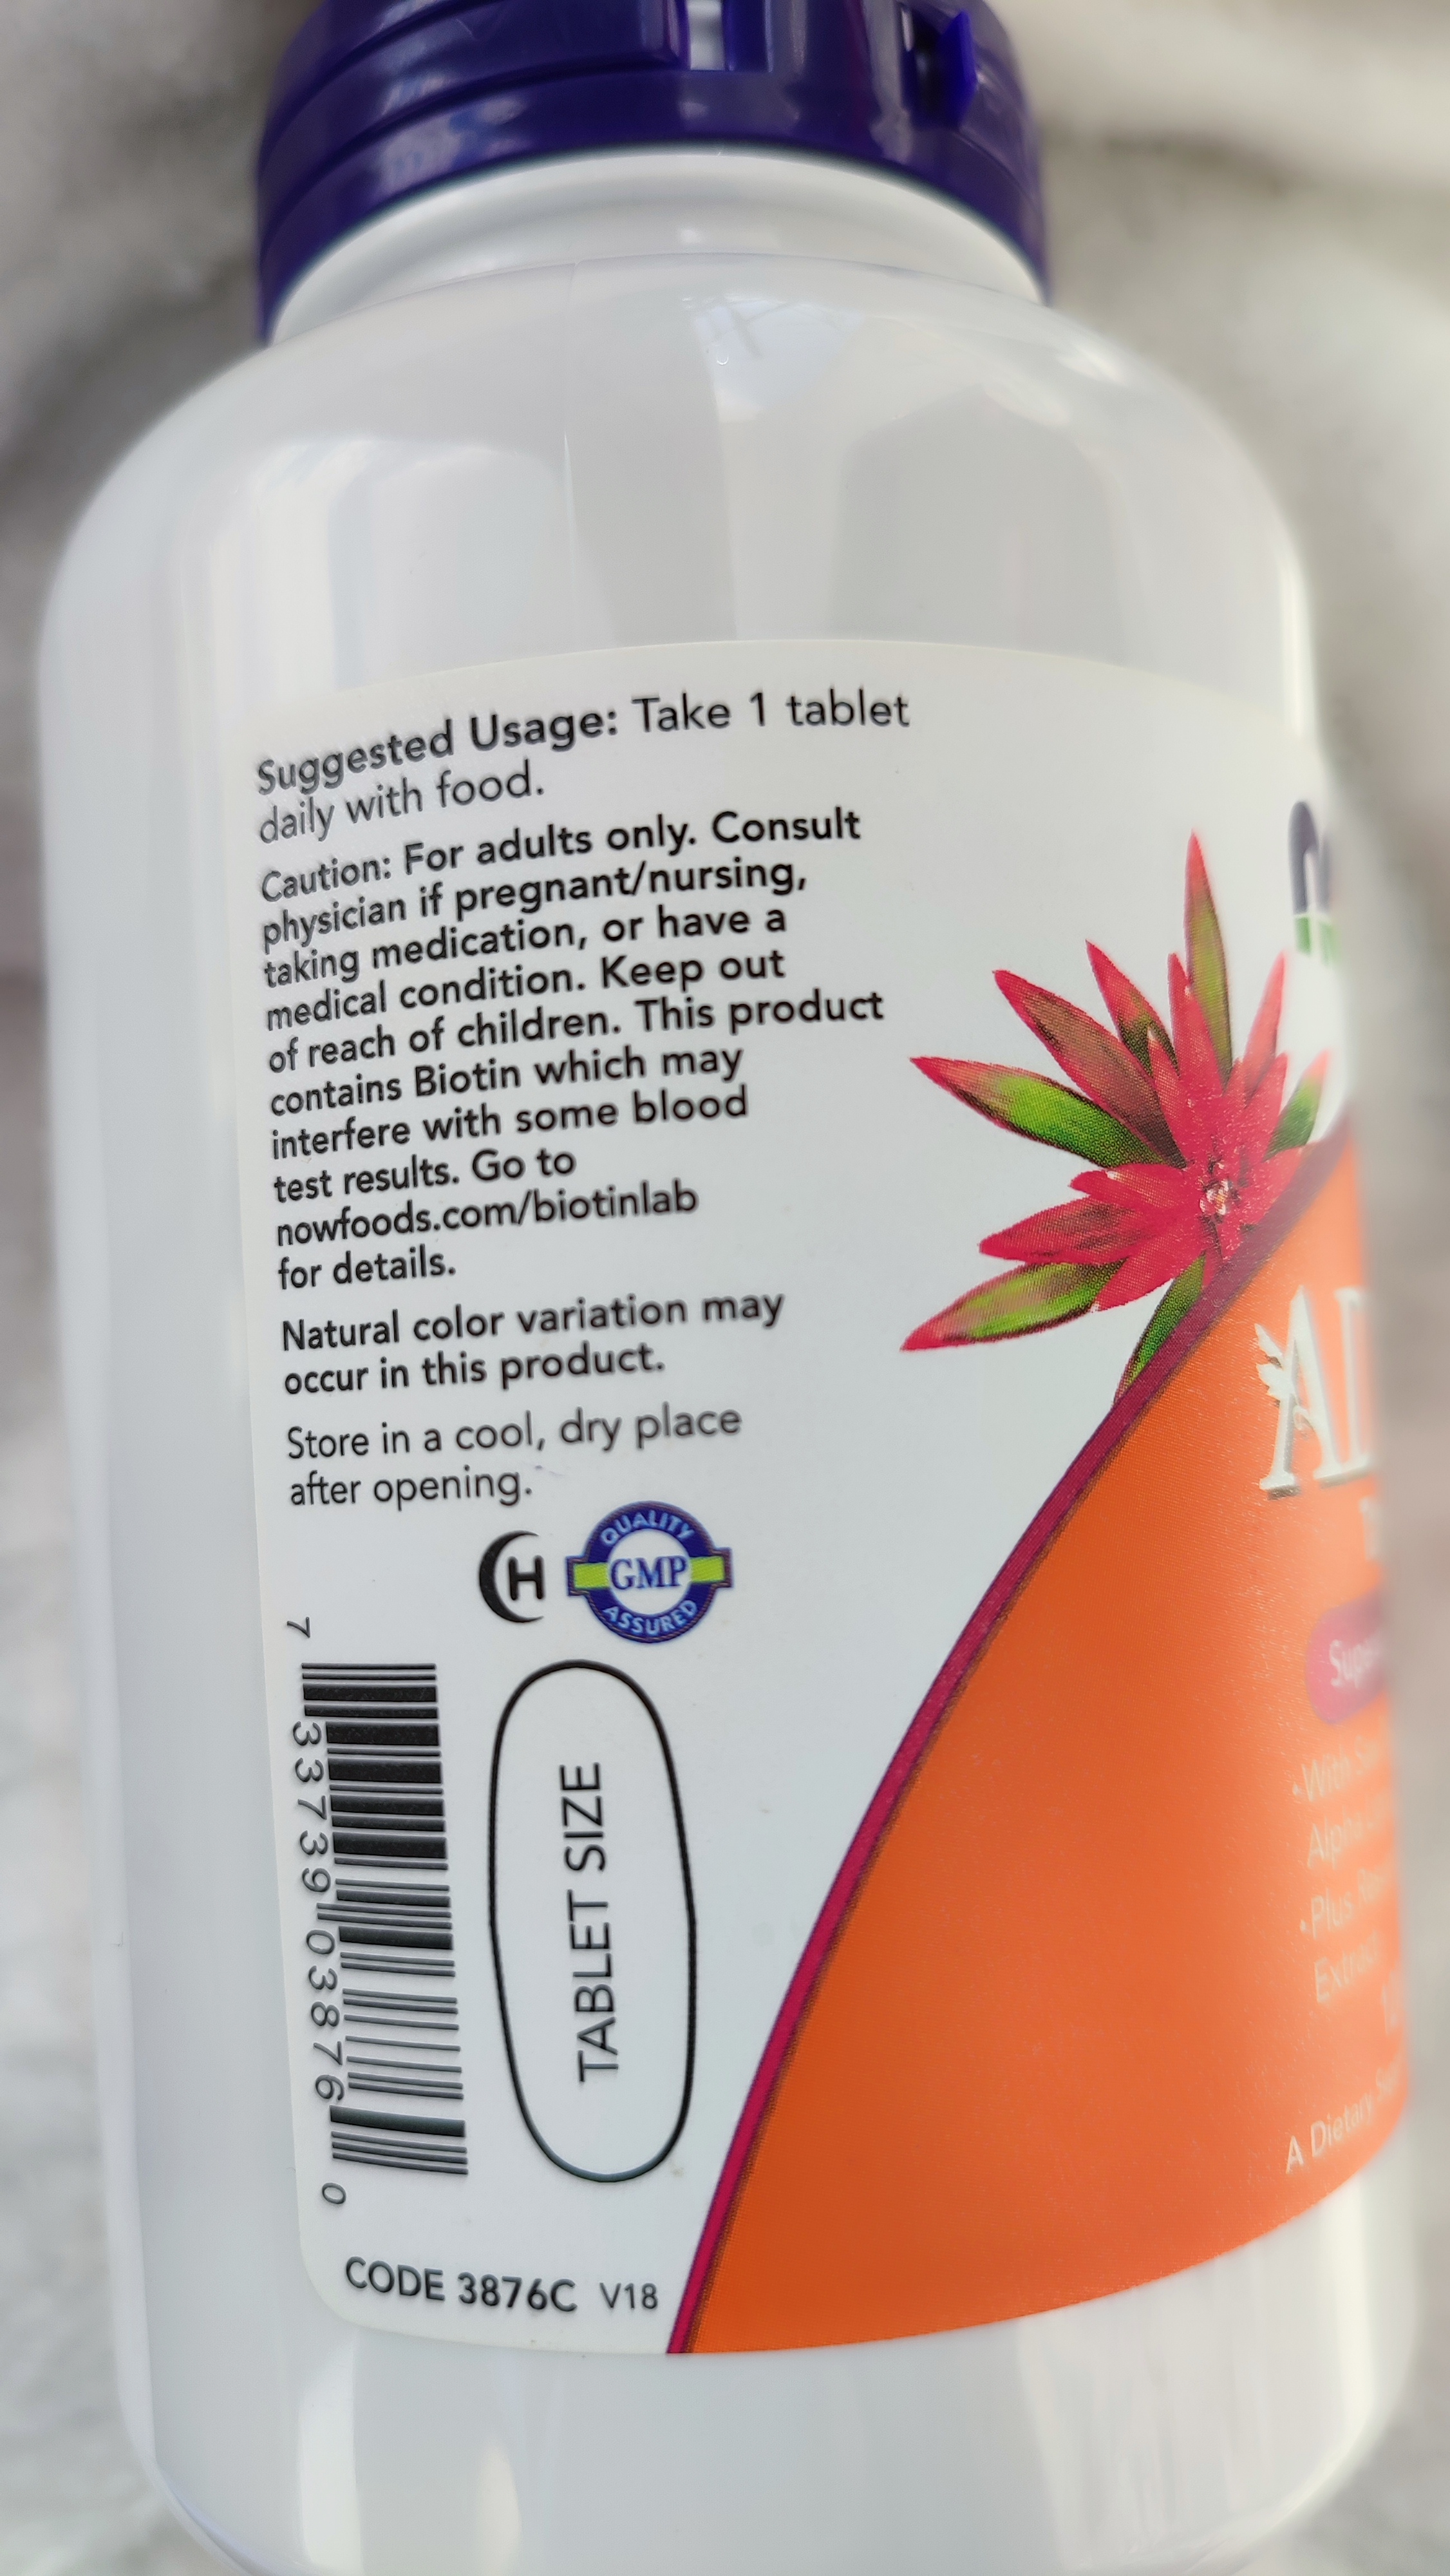 Suggested Usage: Take 1 tablet
daily with food.
Caution: For adults only. Consult
physician if pregnant/nursing,
taking medication, or have a
medical condition. Keep out
of reach of children. This product
contains Biotin which may
interfere with some blood
test results. Go to
nowfoods.com/biotinlab
for details.
Natural color variation may
occur in this product.
Store in a cool, dry place
after opening.
H
QUALITY
GMP
ASSURED
7 33739 03876 0
TABLET SIZE
CODE 3876C V18
•With
•Plus
A Dietary